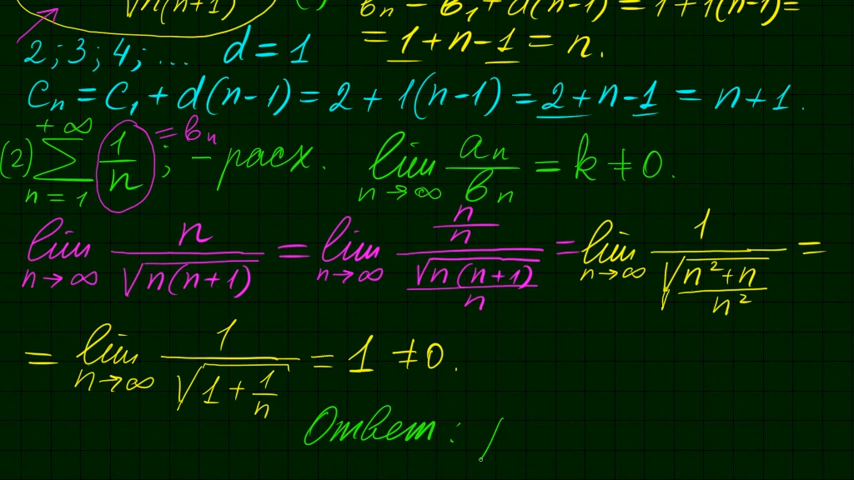 √n(n+1) bn = b1 + d(n-1) = 1 + 1(n-1) =
2; 3; 4; ... d = 1 = 1 + n - 1 = n.
Cn = C1 + d(n-1) = 2 + 1(n-1) = 2 + n - 1 = n + 1.
(2) +∞ ∑ n=1 1/n = вn ; - расх. lim n→∞ an/вn = k ≠ 0.
lim n→∞ n/√n(n+1) = lim n→∞ (n/n)/(√n(n+1)/n) = lim n→∞ 1/√((n²+n)/n²) =
= lim n→∞ 1/√(1 + 1/n) = 1 ≠ 0.
Ответ: